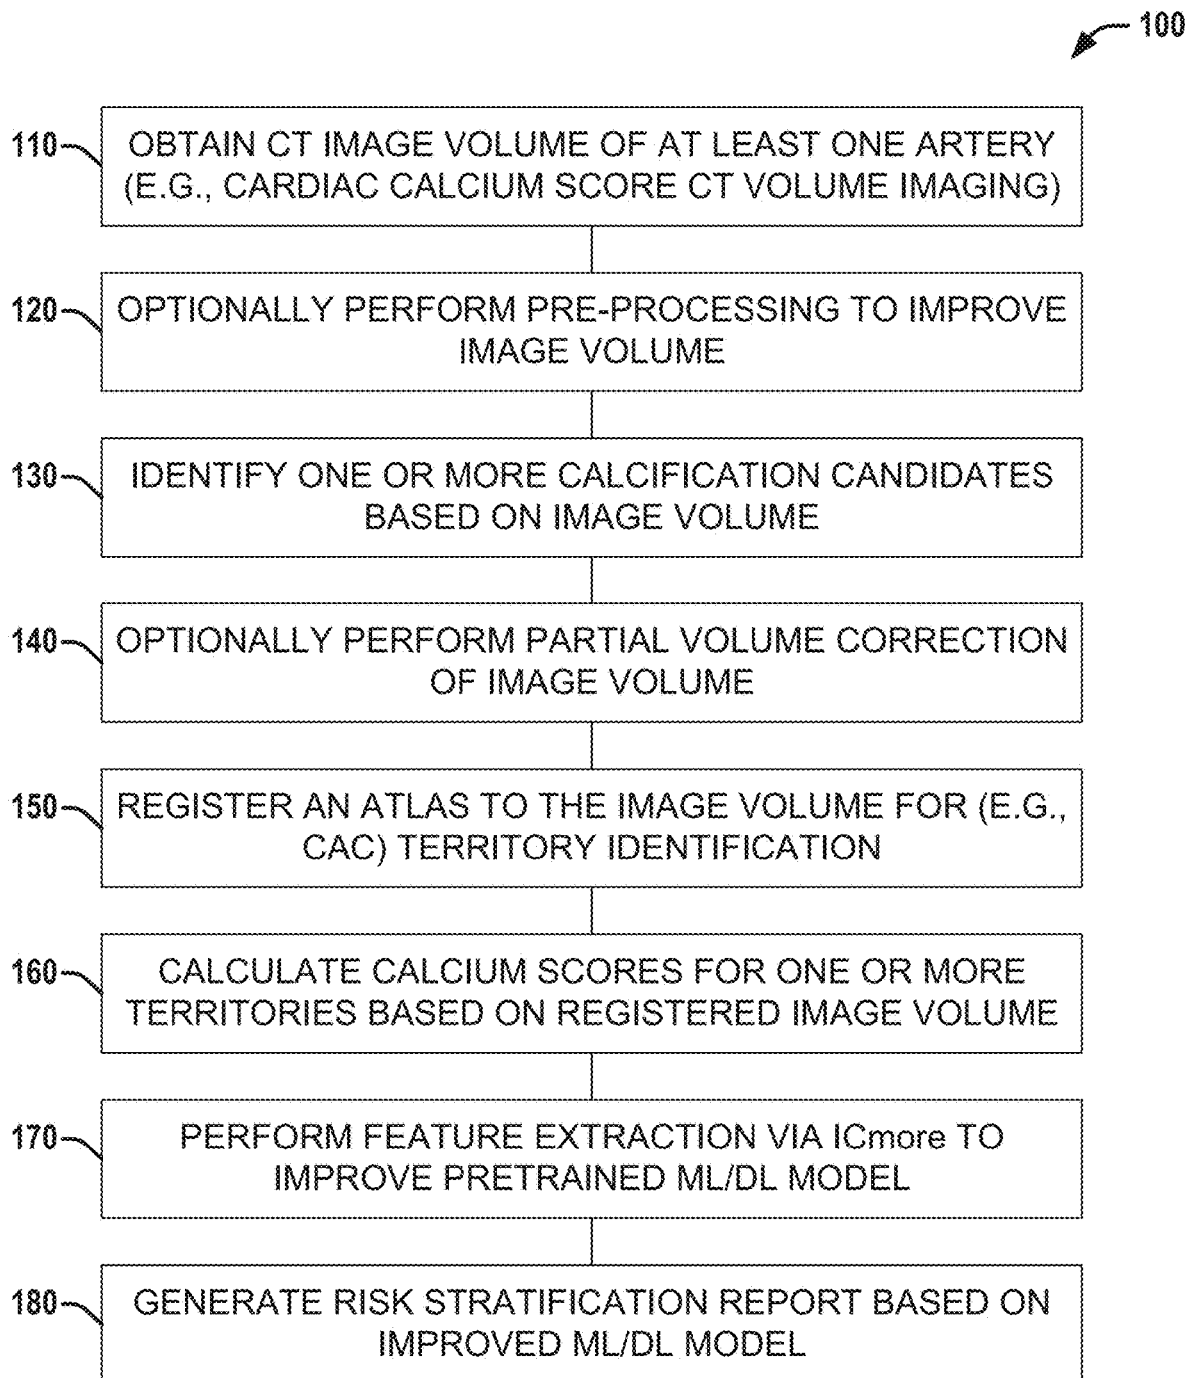 100
110
OBTAIN CT IMAGE VOLUME OF AT LEAST ONE ARTERY
(E.G., CARDIAC CALCIUM SCORE CT VOLUME IMAGING)
120
OPTIONALLY PERFORM PRE-PROCESSING TO IMPROVE
IMAGE VOLUME
130
IDENTIFY ONE OR MORE CALCIFICATION CANDIDATES
BASED ON IMAGE VOLUME
140
OPTIONALLY PERFORM PARTIAL VOLUME CORRECTION
OF IMAGE VOLUME
150
REGISTER AN ATLAS TO THE IMAGE VOLUME FOR (E.G.,
CAC) TERRITORY IDENTIFICATION
160
CALCULATE CALCIUM SCORES FOR ONE OR MORE
TERRITORIES BASED ON REGISTERED IMAGE VOLUME
170
PERFORM FEATURE EXTRACTION VIA ICmore TO
IMPROVE PRETRAINED ML/DL MODEL
180
GENERATE RISK STRATIFICATION REPORT BASED ON
IMPROVED ML/DL MODEL